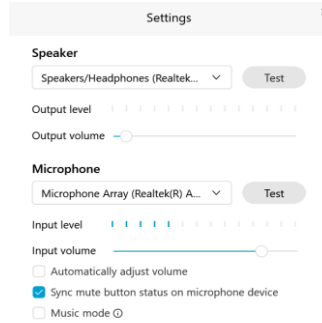 Settings
Speaker
Speakers/Headphones (Realtek...
Test
Output level
Output volume
Microphone
Microphone Array (Realtek(R) A...
Test
Input level
Input volume
Automatically adjust volume
Sync mute button status on microphone device
Music mode